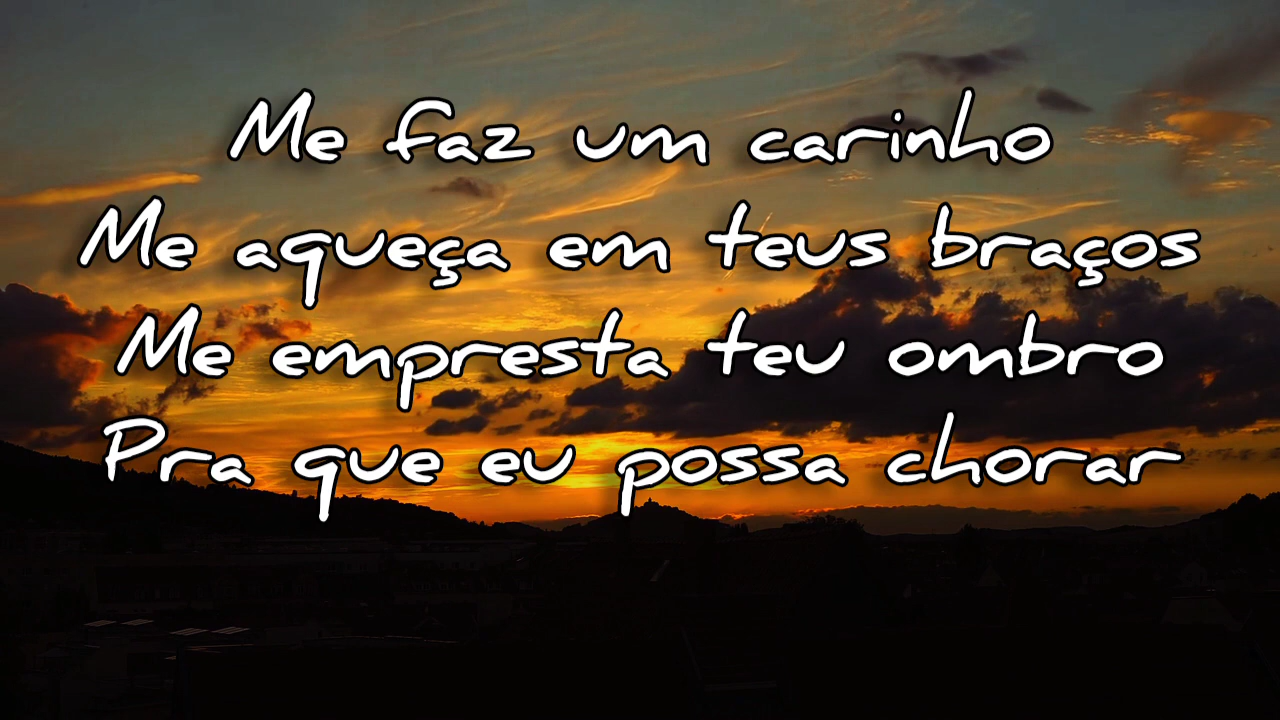 Me faz um carinho
Me aqueça em teus braços
Me empresta teu ombro
Pra que eu possa chorar